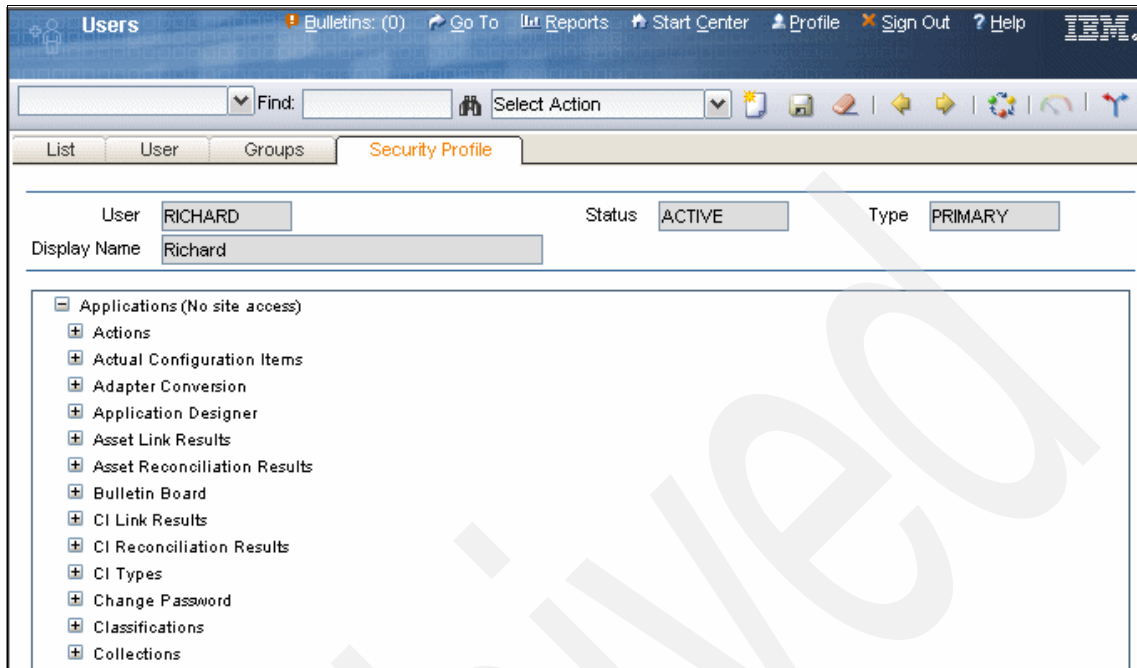 Users Bulletins: (0) Go To Reports Start Center Profile Sign Out ? Help IBM.
Find: Select Action
List User Groups Security Profile
User RICHARD Status ACTIVE Type PRIMARY
Display Name Richard
Applications (No site access)
Actions
Actual Configuration Items
Adapter Conversion
Application Designer
Asset Link Results
Asset Reconciliation Results
Bulletin Board
CI Link Results
CI Reconciliation Results
CI Types
Change Password
Classifications
Collections
ived